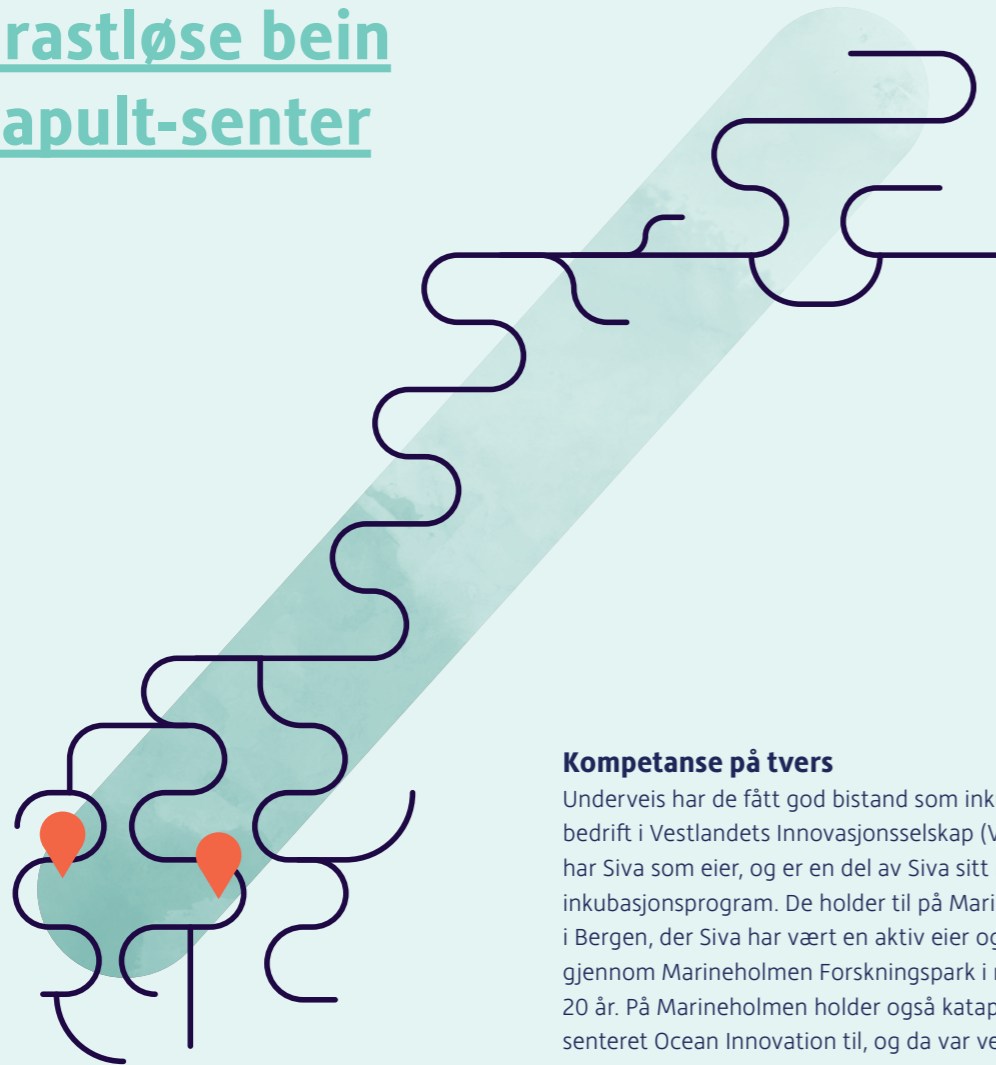 rastløse bein
apult-senter
Kompetanse på tvers
Underveis har de fått god bistand som ink
bedrift i Vestlandets Innovasjonsselskap (V
har Siva som eier, og er en del av Siva sitt
inkubasjonsprogram. De holder til på Mari
i Bergen, der Siva har vært en aktiv eier og
gjennom Marineholmen Forskningspark i
20 år. På Marineholmen holder også katap
senteret Ocean Innovation til, og da var ve